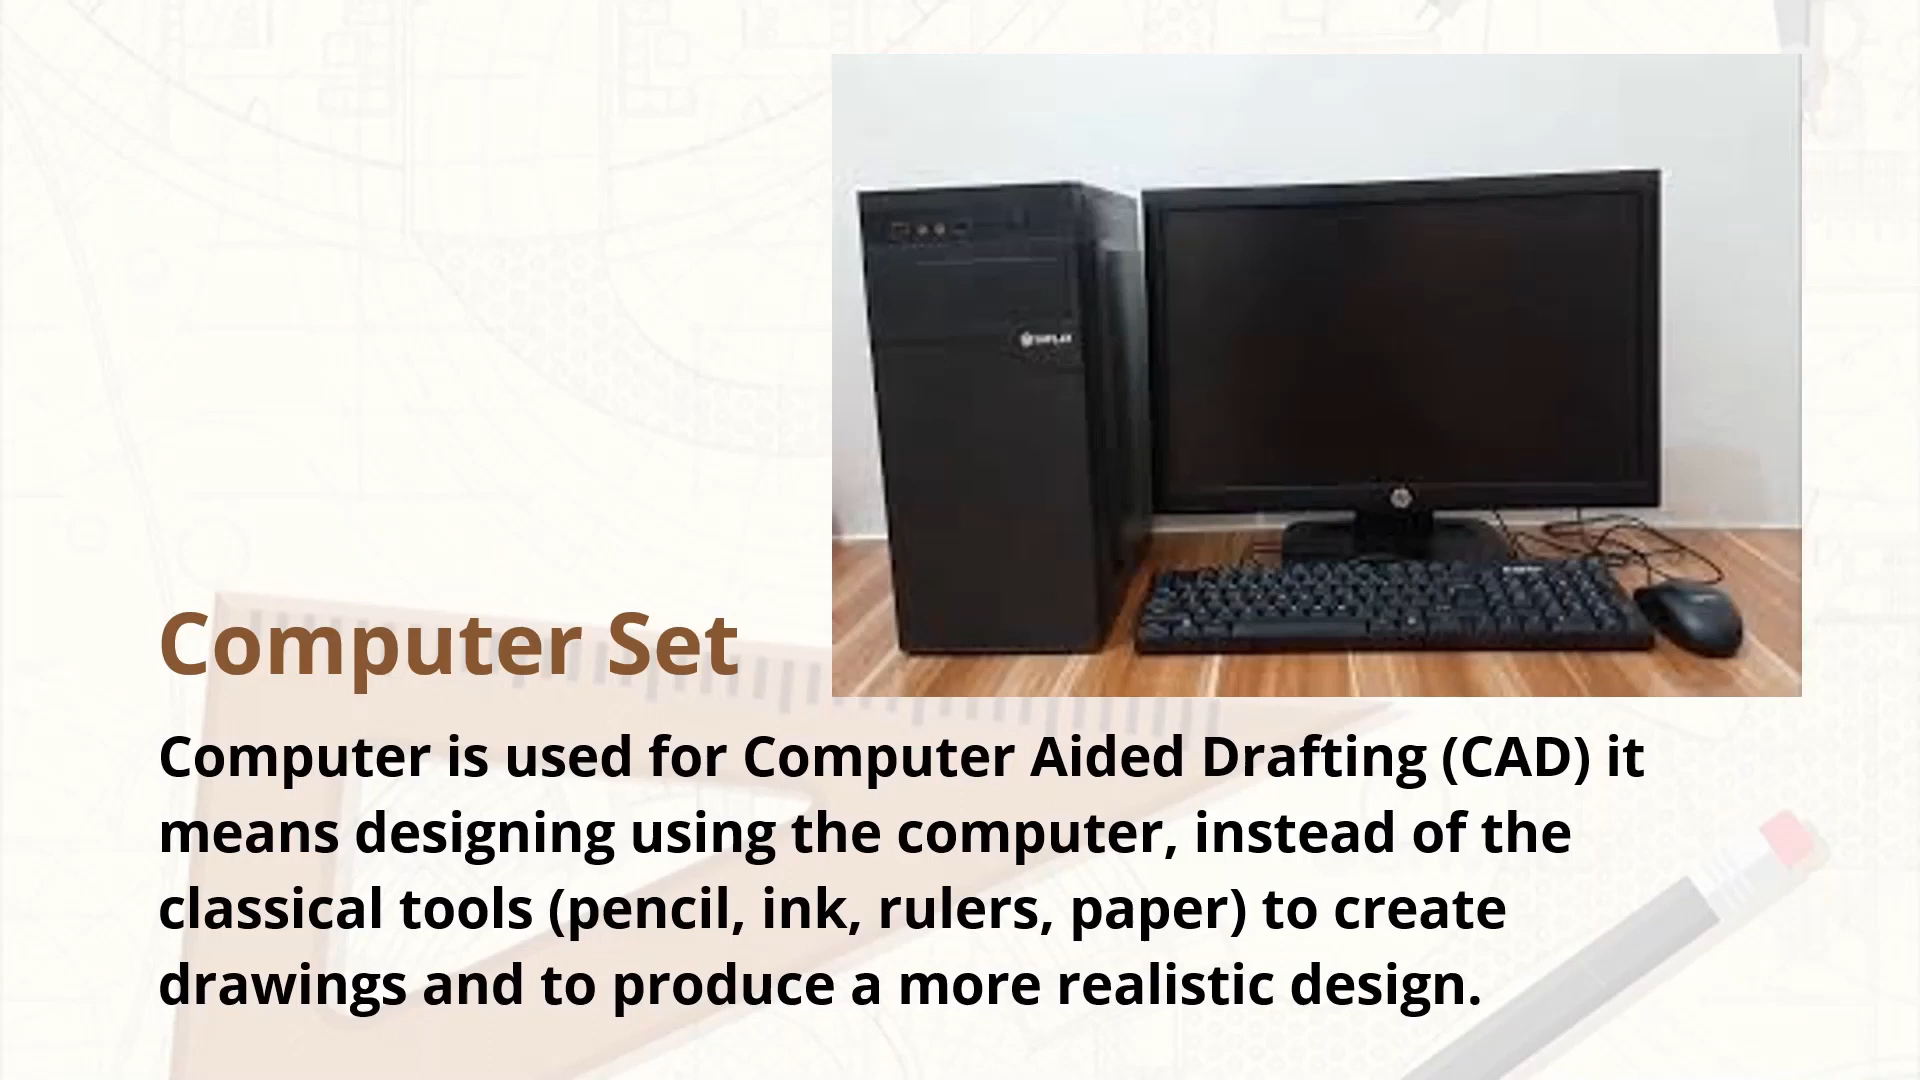 Computer Set
Computer is used for Computer Aided Drafting (CAD) it
means designing using the computer, instead of the
classical tools (pencil, ink, rulers, paper) to create
drawings and to produce a more realistic design.